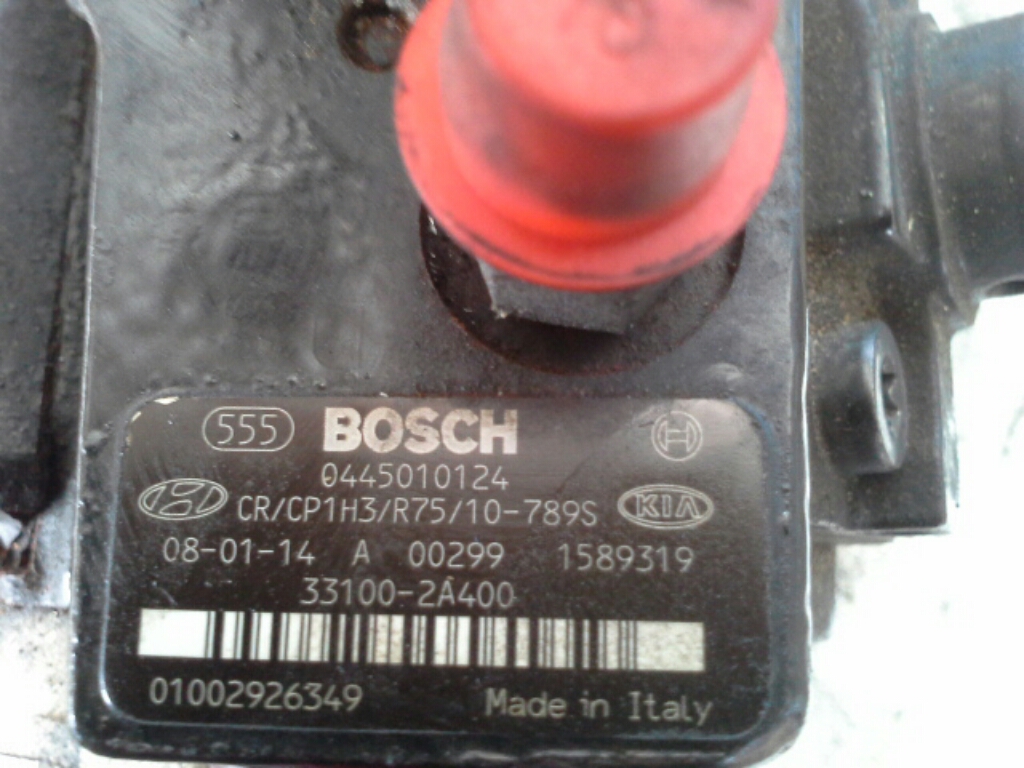 555 BOSCH H
0445010124
CR/CP1H3/R75/10-789S KIA
08-01-14 A 00299 1589319
33100-2A400
01002926349 Made in Italy